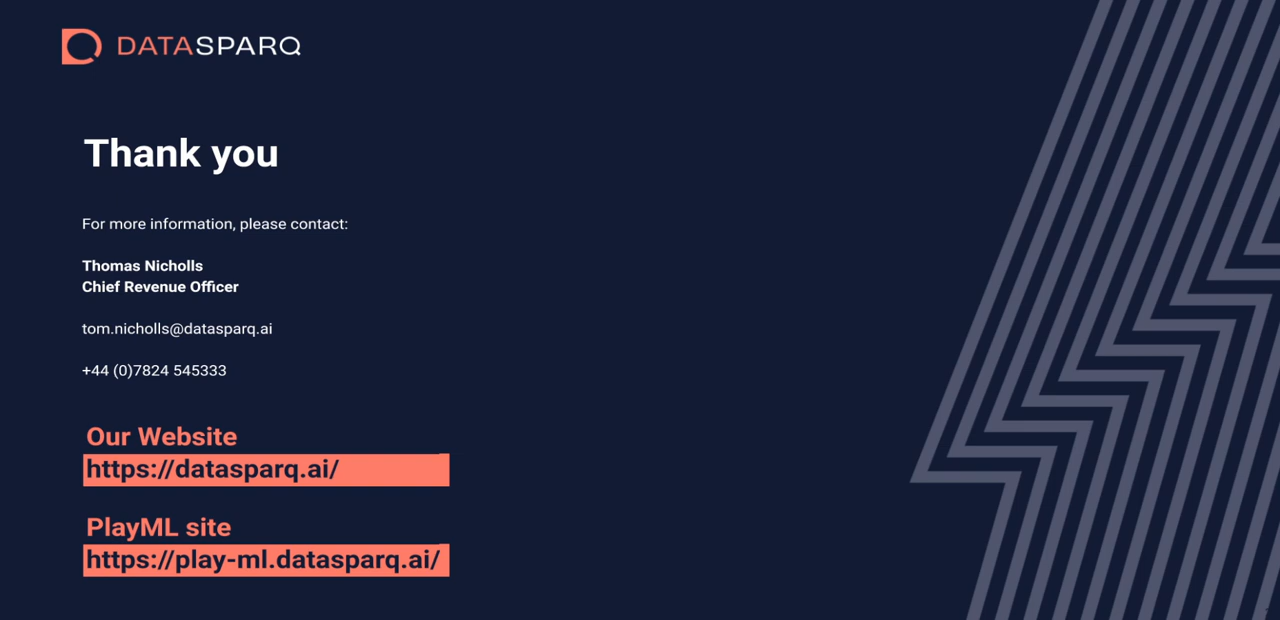 DATASPARQ
Thank you
For more information, please contact:
Thomas Nicholls
Chief Revenue Officer
tom.nicholls@datasparq.ai
+44 (0)7824 545333
Our Website
https://datasparq.ai/
PlayML site
https://play-ml.datasparq.ai/